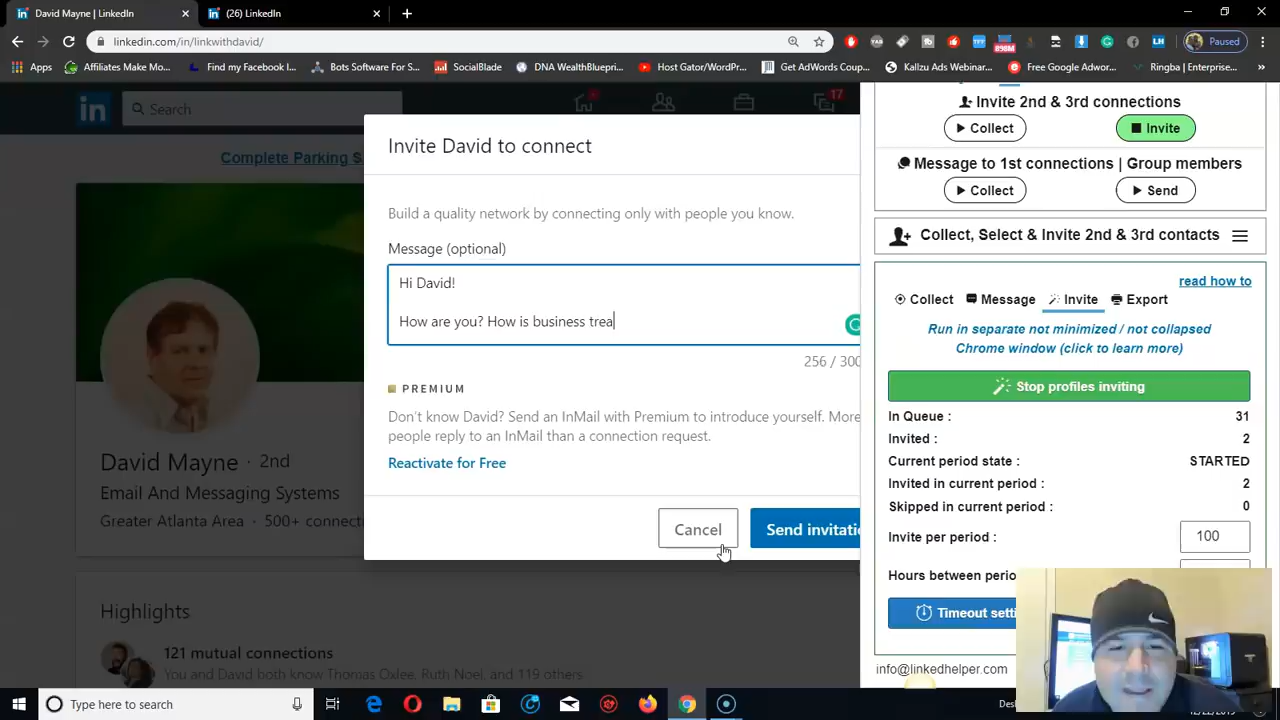 David Mayne | LinkedIn
(26) LinkedIn
linkedin.com/in/linkwithdavid/
ABP
898M
LH
Paused
Apps
Affiliates Make Mo...
Find my Facebook I...
Bots Software For S...
SocialBlade
DNA WealthBluepri...
Host Gator/WordPr...
Get AdWords Coup...
Kallzu Ads Webinar...
Free Google Adwor...
Ringba | Enterprise...
in
Search
17
Complete Parking S
Invite David to connect
Build a quality network by connecting only with people you know.
Message (optional)
Hi David!
How are you? How is business trea
256 / 300
PREMIUM
Don't know David? Send an InMail with Premium to introduce yourself. More
people reply to an InMail than a connection request.
Reactivate for Free
Cancel
Send invitatio
David Mayne · 2nd
Email And Messaging Systems
Greater Atlanta Area · 500+ connect
Highlights
121 mutual connections
You and David both know Thomas Oxlee, Ruth Noel, and 119 others
Invite 2nd & 3rd connections
Collect
Invite
Message to 1st connections | Group members
Collect
Send
Collect, Select & Invite 2nd & 3rd contacts
read how to
Collect
Message
Invite
Export
Run in separate not minimized / not collapsed
Chrome window (click to learn more)
Stop profiles inviting
In Queue : 31
Invited : 2
Current period state : STARTED
Invited in current period : 2
Skipped in current period : 0
Invite per period : 100
Hours between perio
Timeout setti
info@linkedhelper.com
Type here to search
Des